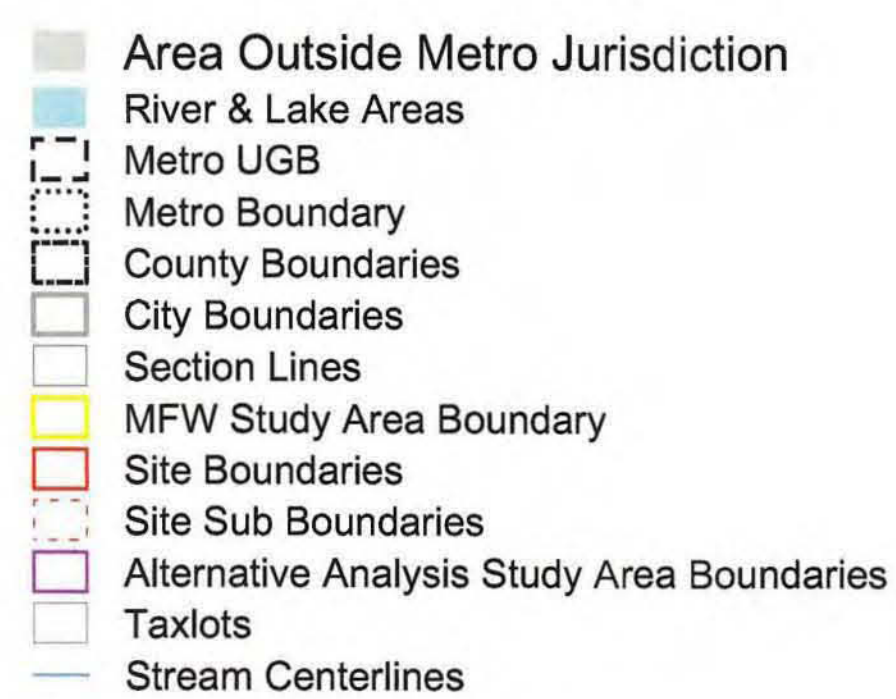 Area Outside Metro Jurisdiction
River & Lake Areas
Metro UGB
Metro Boundary
County Boundaries
City Boundaries
Section Lines
MFW Study Area Boundary
Site Boundaries
Site Sub Boundaries
Alternative Analysis Study Area Boundaries
Taxlots
Stream Centerlines